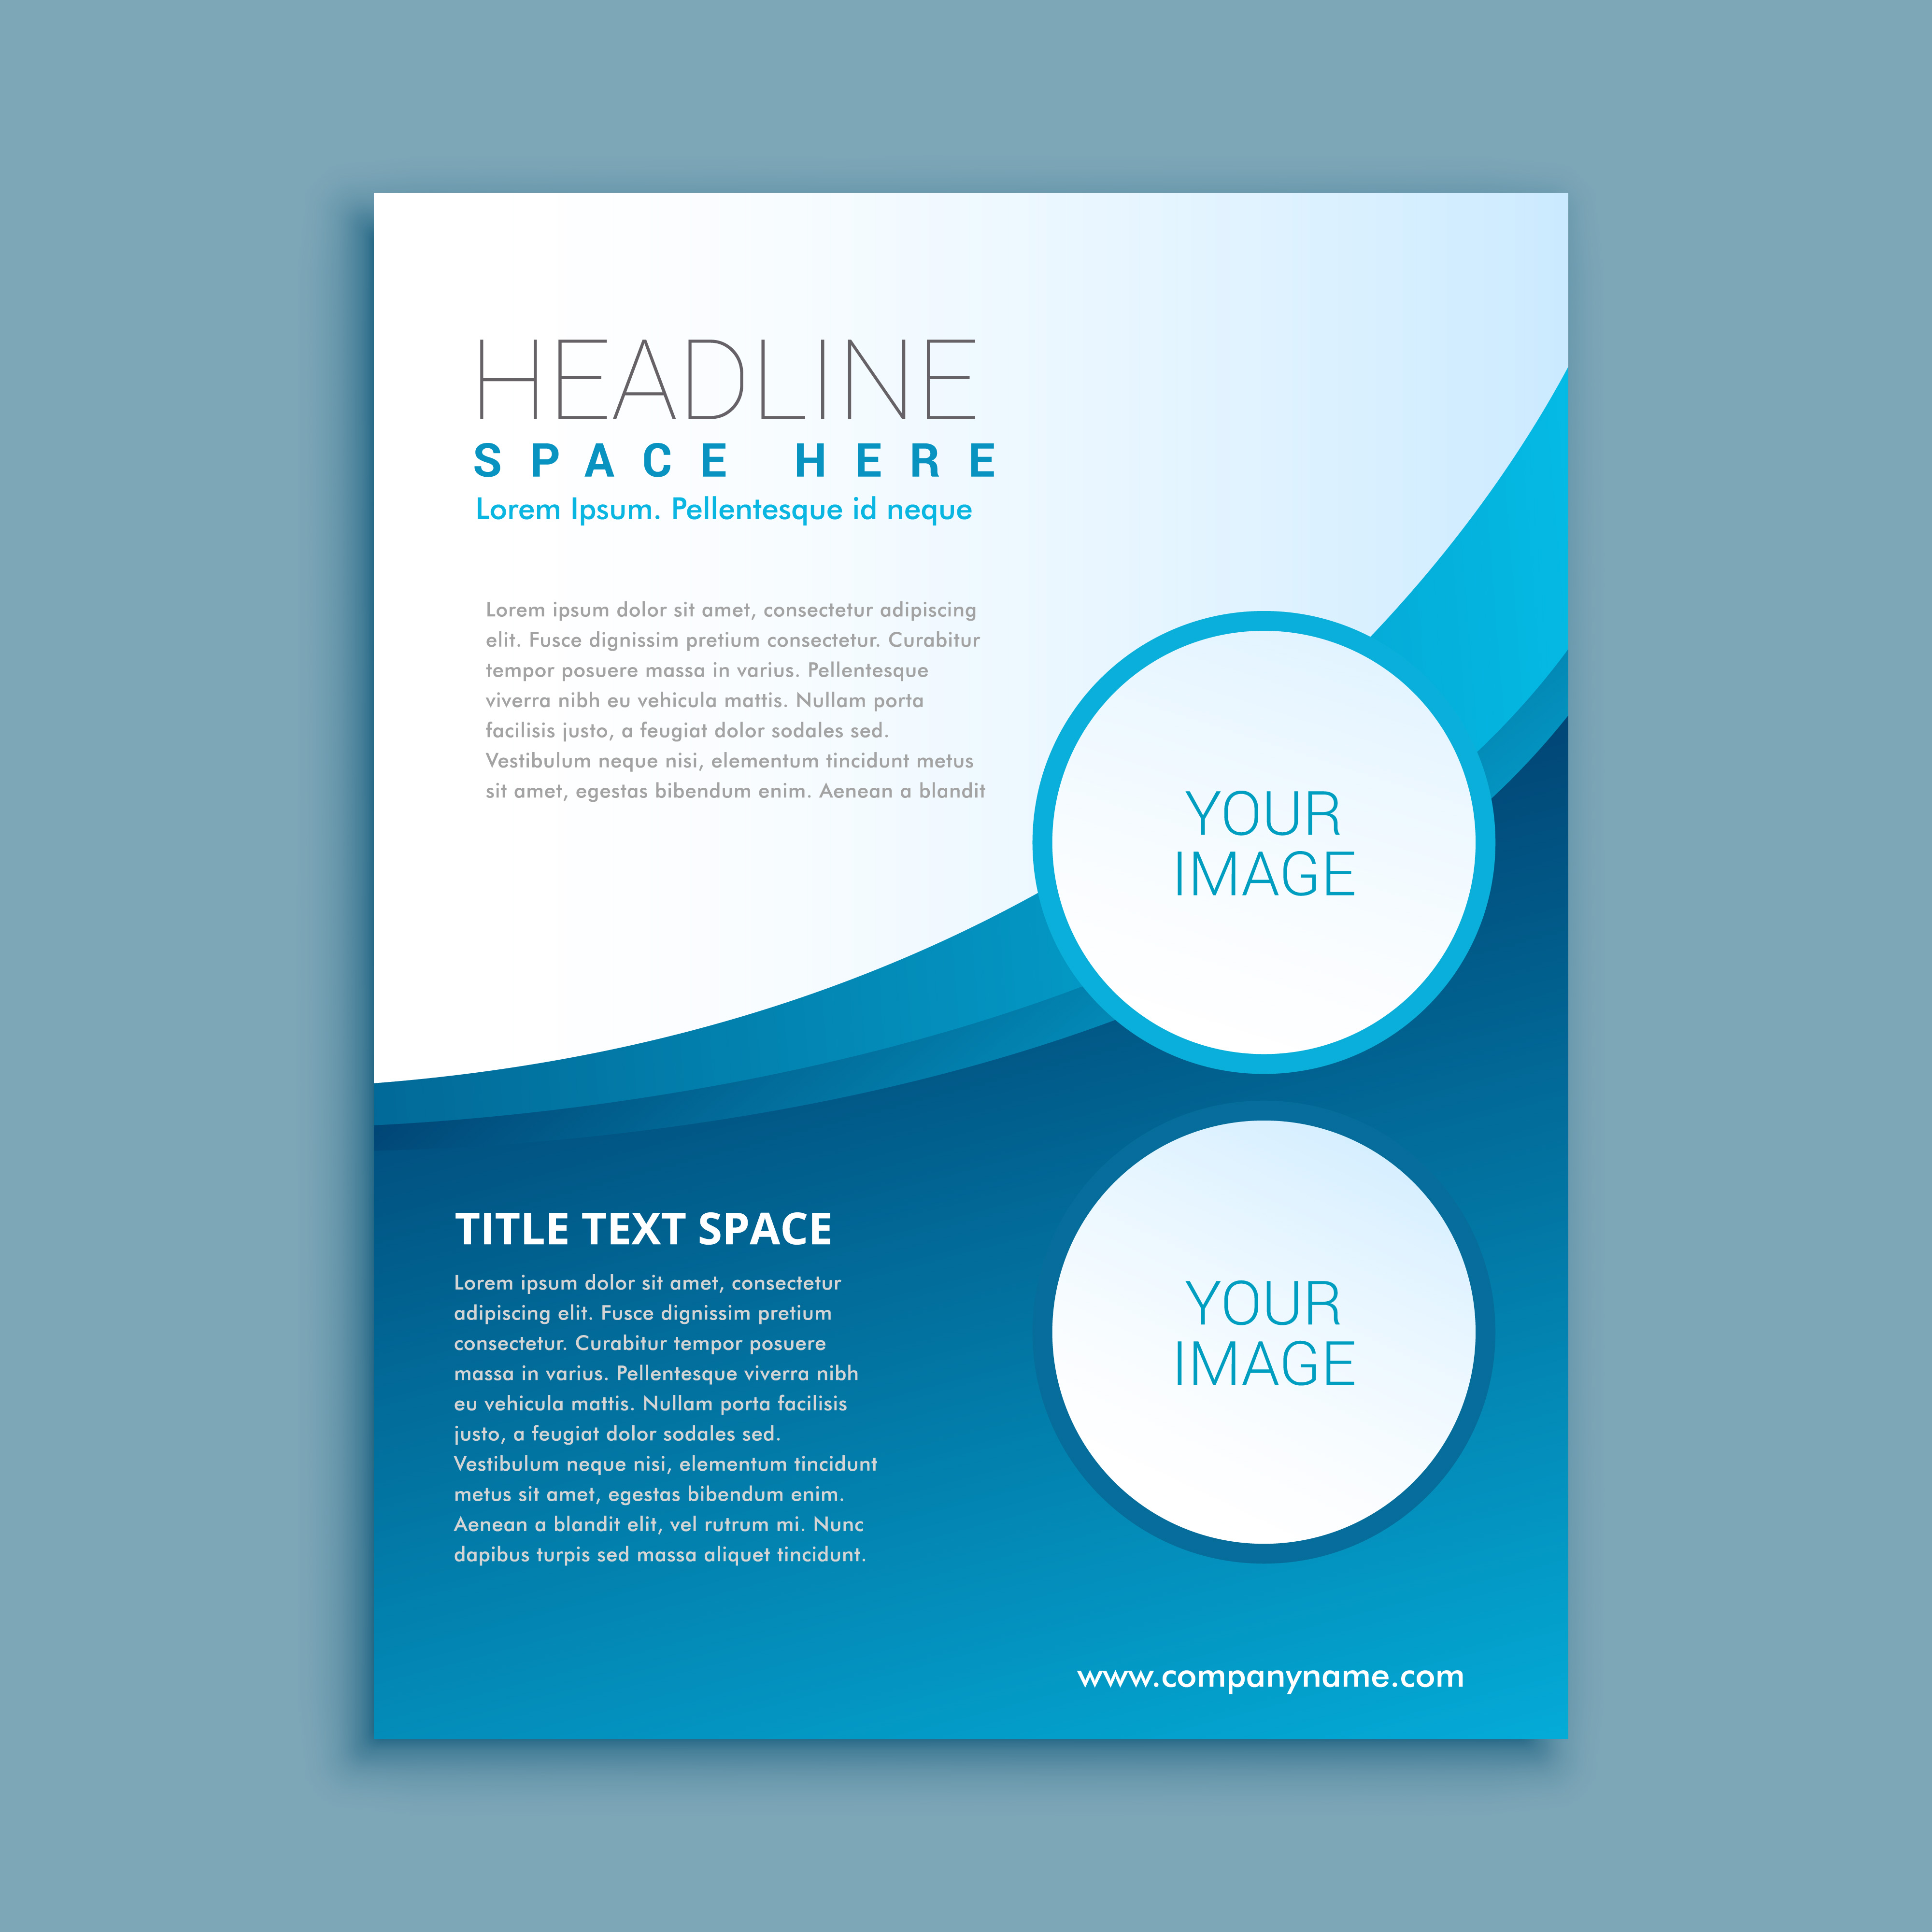 HEADLINE
SPACE HERE
Lorem Ipsum. Pellentesque id neque
Lorem ipsum dolor sit amet, consectetur adipiscing
elit. Fusce dignissim pretium consectetur. Curabitur
tempor posuere massa in varius. Pellentesque
viverra nibh eu vehicula mattis. Nullam porta
facilisis justo, a feugiat dolor sodales sed.
Vestibulum neque nisi, elementum tincidunt metus
sit amet, egestas bibendum enim. Aenean a blandit
YOUR
IMAGE
TITLE TEXT SPACE
Lorem ipsum dolor sit amet, consectetur
adipiscing elit. Fusce dignissim pretium
consectetur. Curabitur tempor posuere
massa in varius. Pellentesque viverra nibh
eu vehicula mattis. Nullam porta facilisis
justo, a feugiat dolor sodales sed.
Vestibulum neque nisi, elementum tincidunt
metus sit amet, egestas bibendum enim.
Aenean a blandit elit, vel rutrum mi. Nunc
dapibus turpis sed massa aliquet tincidunt.
YOUR
IMAGE
www.companyname.com